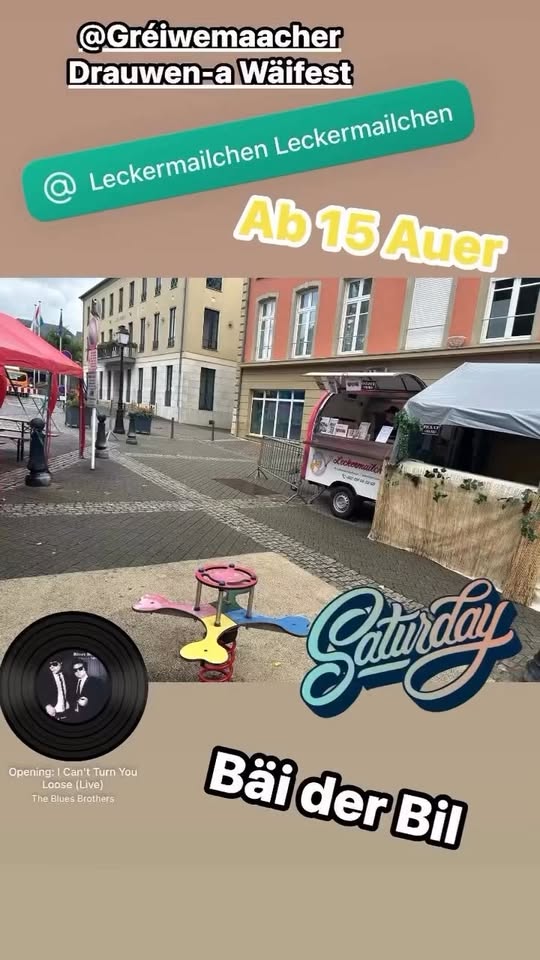 @Gréiwemaacher
Drauwen-a Wäifest
@ Leckermailchen Leckermailchen
Ab 15 Auer
Leckermailch
Saturday
Opening: I Can't Turn You
Loose (Live)
The Blues Brothers
Bäi der Bil